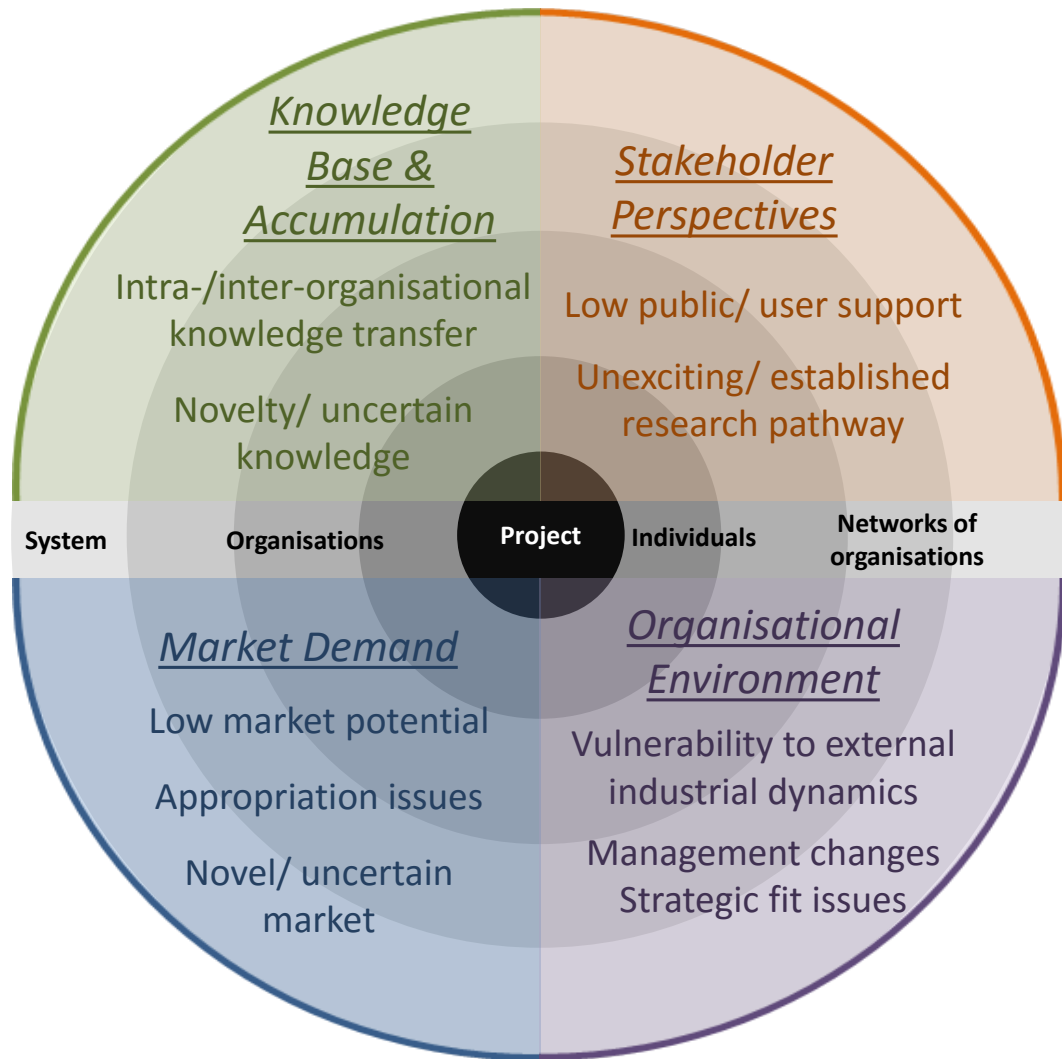 Knowledge
Base &
Accumulation
Intra-/inter-organisational
knowledge transfer
Novelty/ uncertain
knowledge
Stakeholder
Perspectives
Low public/ user support
Unexciting/ established
research pathway
System
Organisations
Project
Individuals
Networks of
organisations
Market Demand
Low market potential
Appropriation issues
Novel/ uncertain
market
Organisational
Environment
Vulnerability to external
industrial dynamics
Management changes
Strategic fit issues